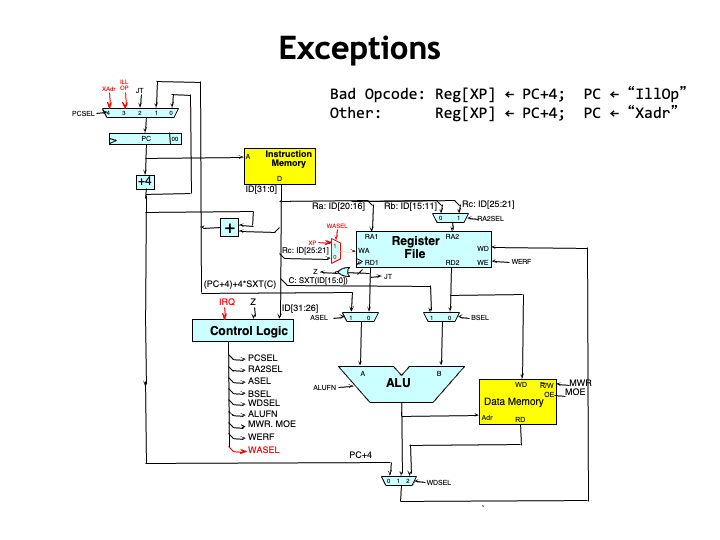 Exceptions
Bad Opcode: Reg[XP] ← PC+4; PC ← “IllOp”
Other: Reg[XP] ← PC+4; PC ← “Xadr”
XAdr
ILL
OP
JT
PCSEL
4 3 2 1 0
PC 00
+4
A
Instruction
Memory
D
ID[31:0]
Ra: ID[20:16]
Rb: ID[15:11]
Rc: ID[25:21]
0 1
RA2SEL
+
WASEL
XP
1
0
Rc: ID[25:21]
RA1
RA2
Register
File
WA
WD
WE
WERF
RD1
RD2
Z
JT
C: SXT(ID[15:0])
(PC+4)+4*SXT(C)
IRQ
Z
ID[31:26]
Control Logic
ASEL
1 0
1 0
BSEL
PCSEL
RA2SEL
ASEL
BSEL
WDSEL
ALUFN
MWR. MOE
WERF
WASEL
A
B
ALU
ALUFN
WD
R/W
OE
MWR
MOE
Data Memory
Adr
RD
PC+4
0 1 2
WDSEL